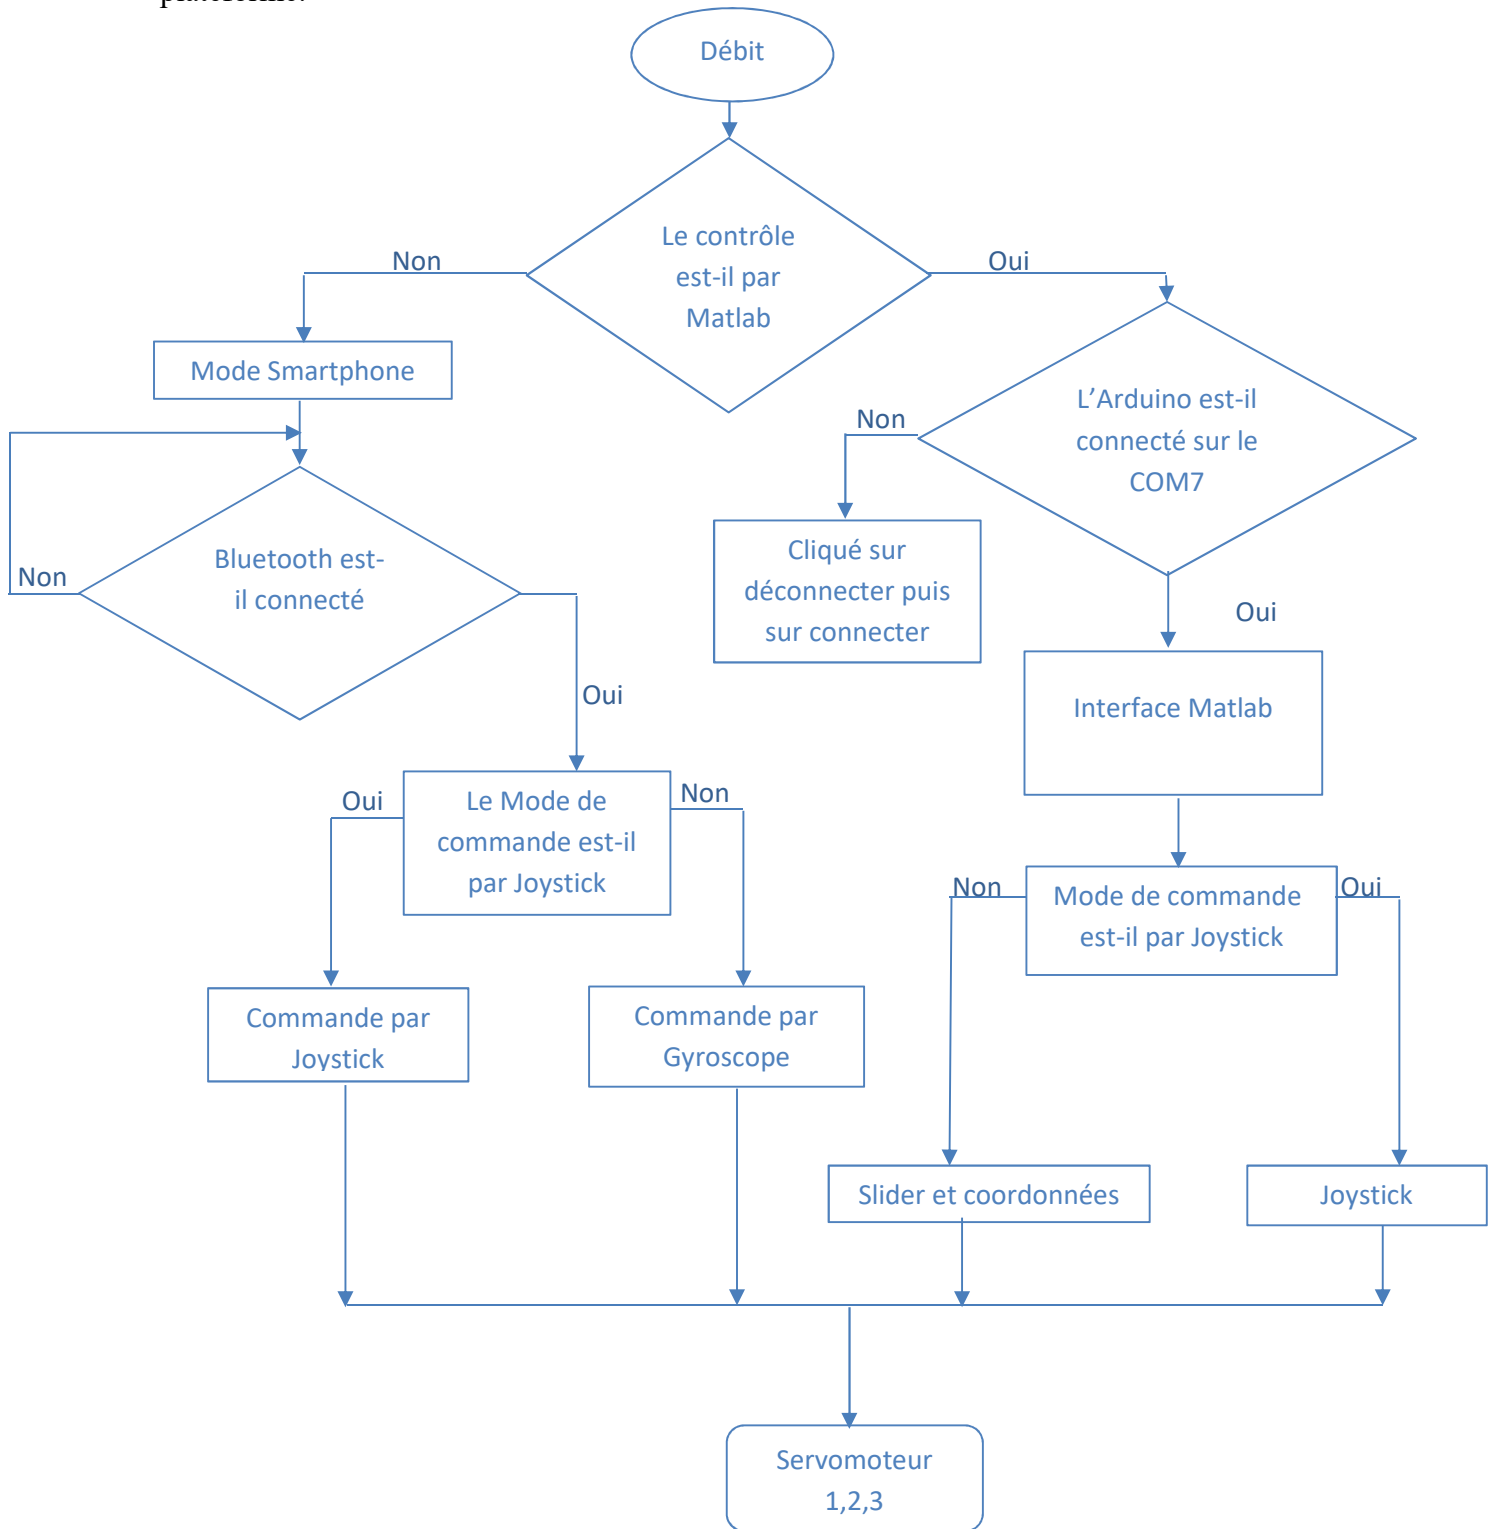 Débit
Le contrôle
est-il par
Matlab
Non
Oui
Mode Smartphone
L’Arduino est-il
connecté sur le
COM7
Non
Cliqué sur
déconnecter puis
sur connecter
Bluetooth est-
il connecté
Non
Oui
Oui
Interface Matlab
Le Mode de
commande est-il
par Joystick
Oui
Non
Mode de commande
est-il par Joystick
Non
Oui
Commande par
Joystick
Commande par
Gyroscope
Slider et coordonnées
Joystick
Servomoteur
1,2,3